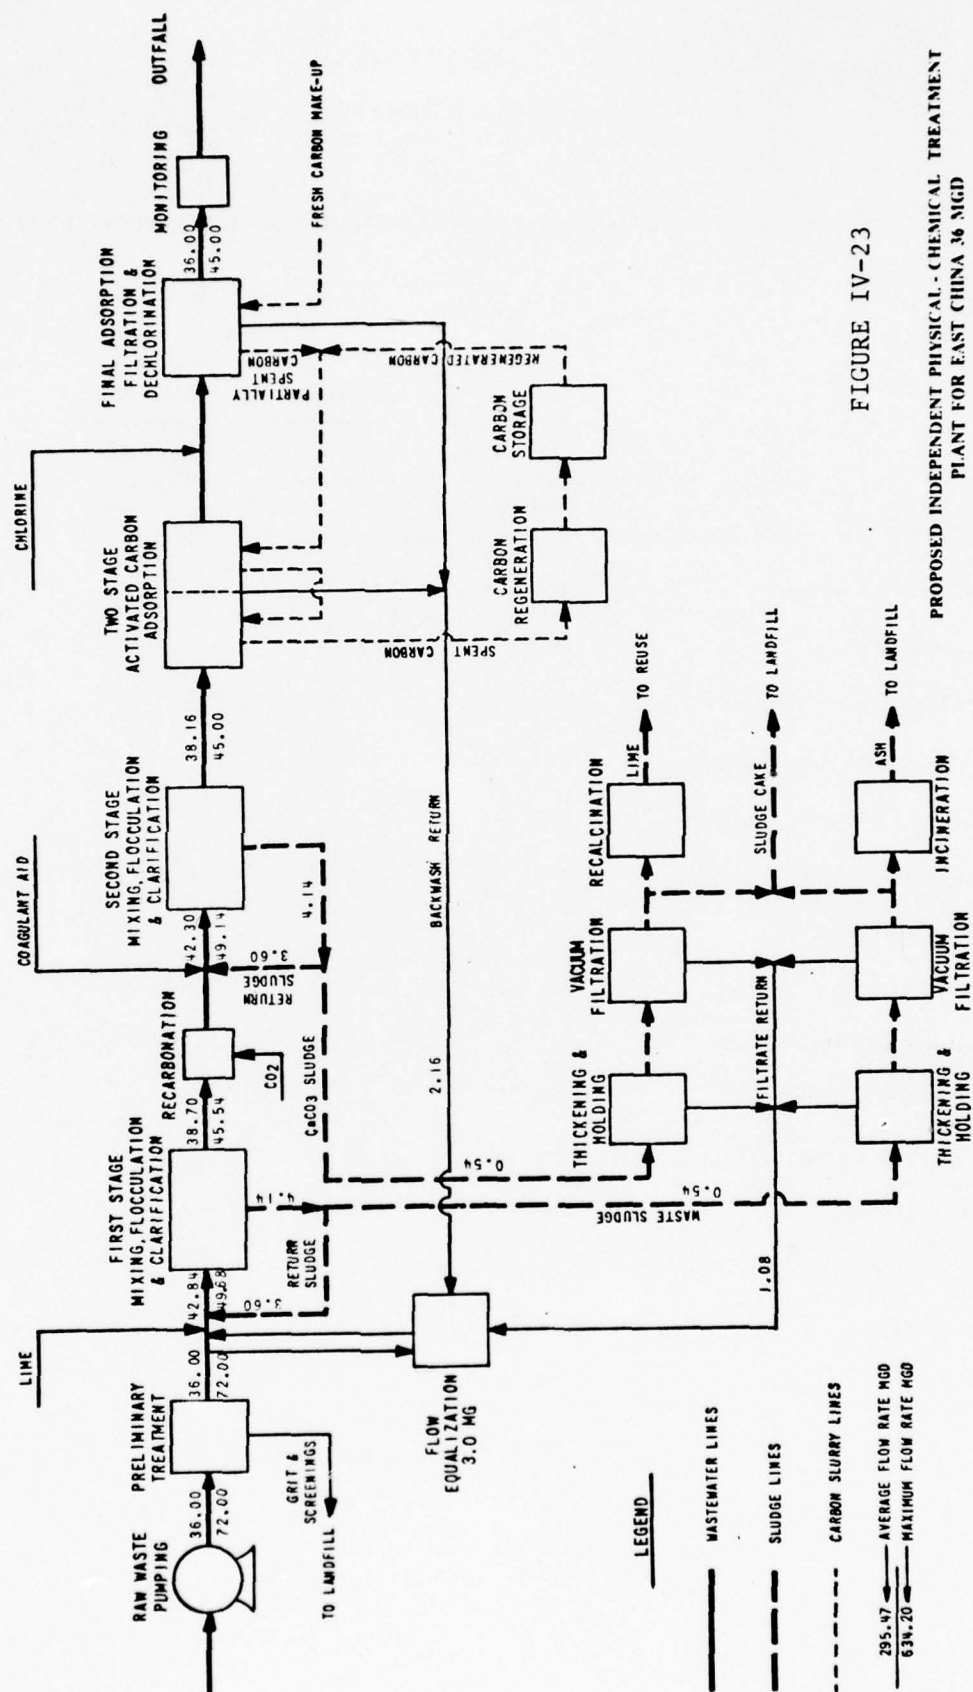 RAW WASTE
PUMPING
36.00
72.00
PRELIMINARY
TREATMENT
GRIT &
SCREENINGS
TO LANDFILL
36.00
72.00
LIME
42.84
49.68
3.60
RETURN
SLUDGE
FIRST STAGE
MIXING, FLOCCULATION
& CLARIFICATION
4.14
38.70
45.54
RECARBONATION
CO2
COAGULANT AID
42.30
49.14
3.60
RETURN
SLUDGE
SECOND STAGE
MIXING, FLOCCULATION
& CLARIFICATION
4.14
CaCO3 SLUDGE
38.16
45.00
TWO STAGE
ACTIVATED CARBON
ADSORPTION
CHLORINE
FINAL ADSORPTION
FILTRATION &
DECHLORINATION
36.00
45.00
MONITORING
OUTFALL
FRESH CARBON MAKE-UP
PARTIALLY
SPENT
CARBON
REGENERATED CARBON
SPENT CARBON
CARBON
REGENERATION
CARBON
STORAGE
BACKWASH RETURN
2.16
FLOW
EQUALIZATION
3.0 MG
0.54
0.54
WASTE SLUDGE
1.08
FILTRATE RETURN
THICKENING &
HOLDING
VACUUM
FILTRATION
RECALCINATION
LIME
TO REUSE
SLUDGE CAKE
TO LANDFILL
THICKENING &
HOLDING
VACUUM
FILTRATION
INCINERATION
ASH
TO LANDFILL
LEGEND
WASTEWATER LINES
SLUDGE LINES
CARBON SLURRY LINES
295.47 AVERAGE FLOW RATE MGD
634.20 MAXIMUM FLOW RATE MGD
FIGURE IV-23
PROPOSED INDEPENDENT PHYSICAL - CHEMICAL TREATMENT
PLANT FOR EAST CHINA 36 MGD